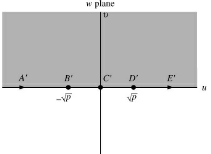 w plane
υ
A′ B′ C′ D′ E′
u
−√p √p